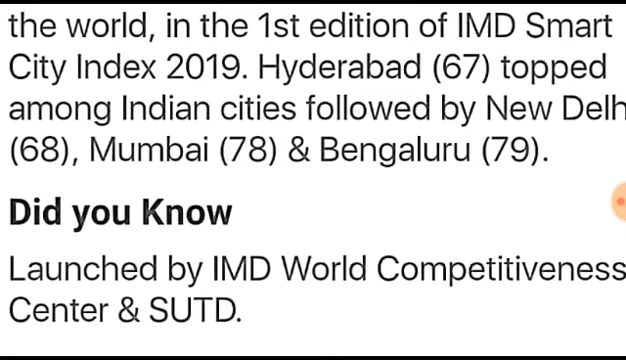 the world, in the 1st edition of IMD Smart
City Index 2019. Hyderabad (67) topped
among Indian cities followed by New Delh
(68), Mumbai (78) & Bengaluru (79).
Did you Know
Launched by IMD World Competitiveness
Center & SUTD.